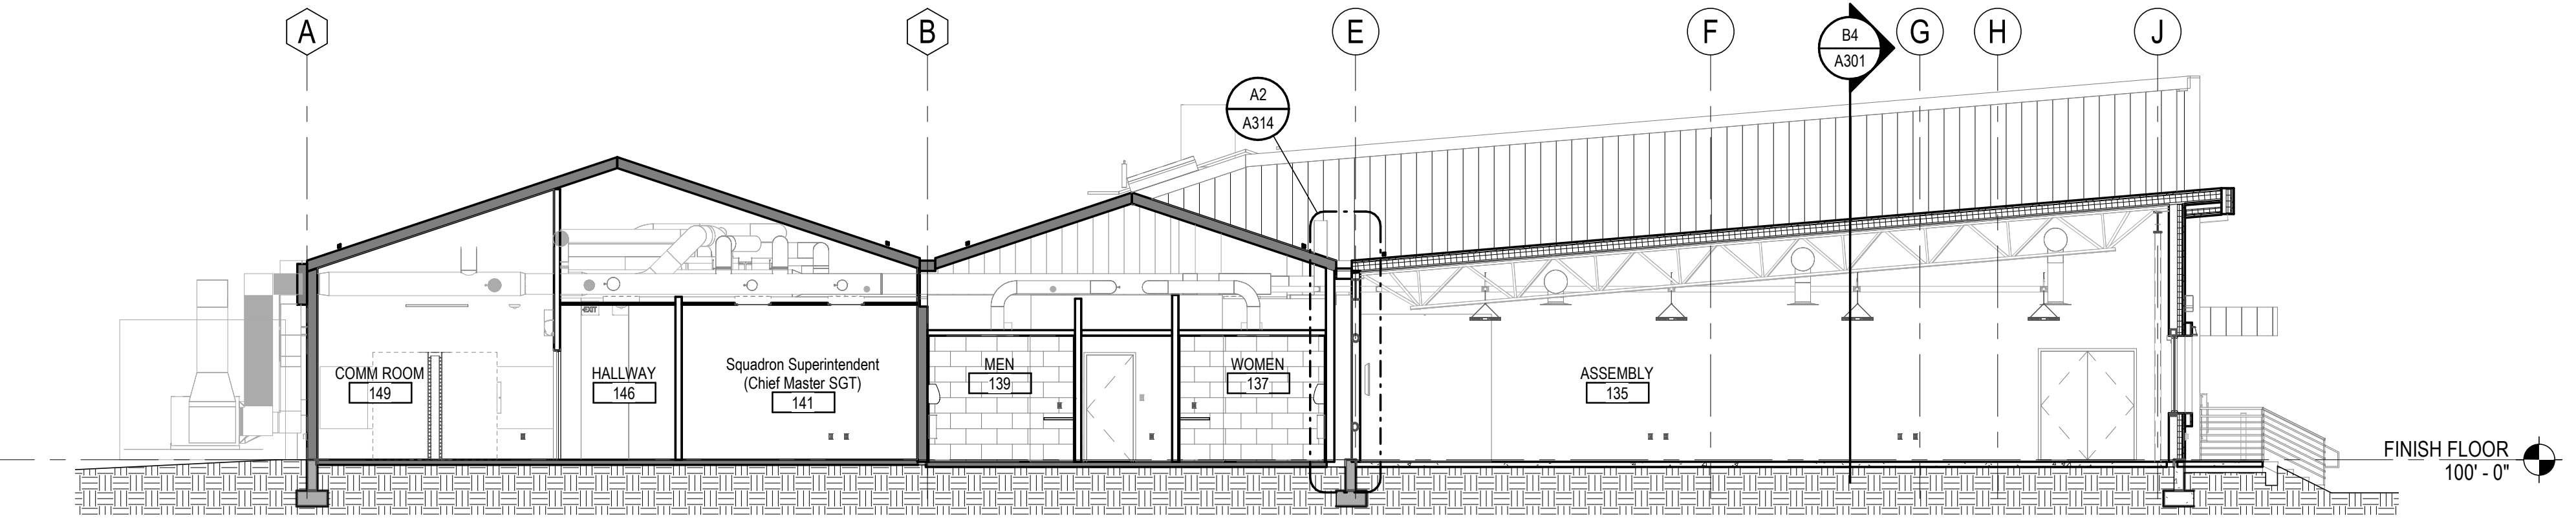 A
B
E
F
B4
A301
G
H
J
A2
A314
EXIT
COMM ROOM
149
HALLWAY
146
Squadron Superintendent
(Chief Master SGT)
141
MEN
139
WOMEN
137
ASSEMBLY
135
FINISH FLOOR
100' - 0"